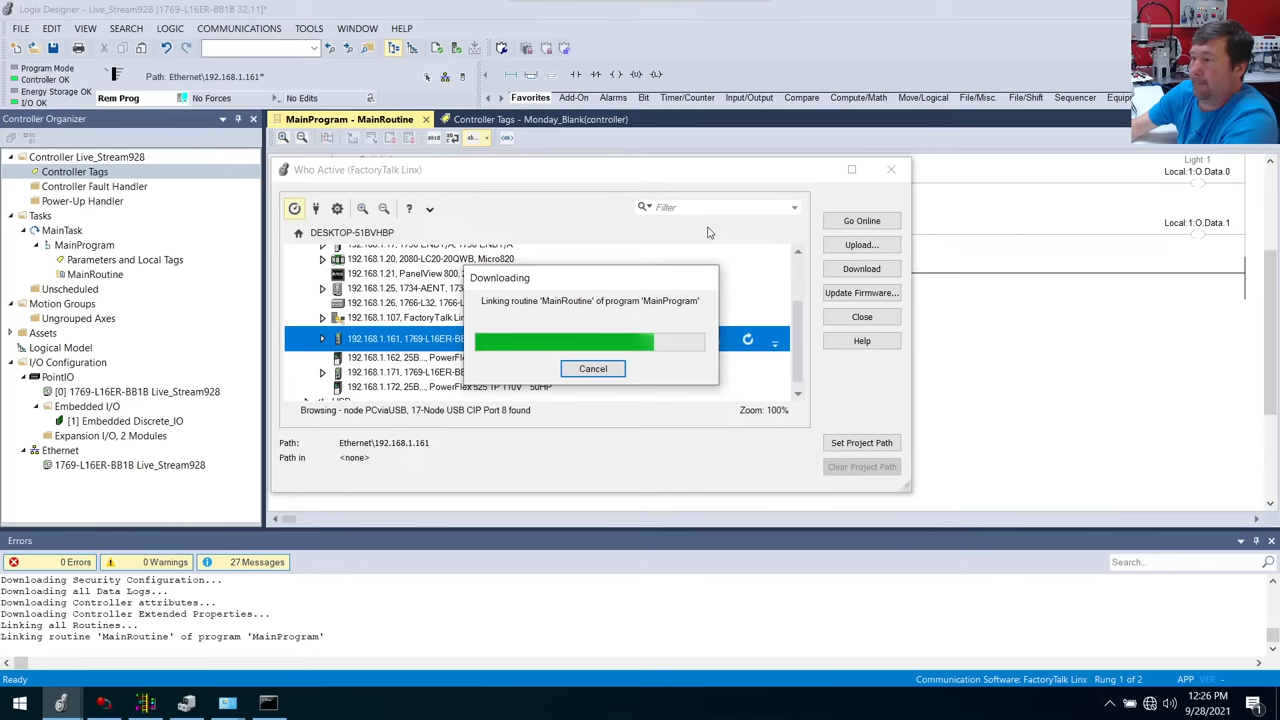 Logix Designer - Live_Stream928 [1769-L16ER-BB1B 32.11]*
FILE EDIT VIEW SEARCH LOGIC COMMUNICATIONS TOOLS WINDOW HELP
Program Mode
Controller OK
Energy Storage OK
I/O OK
Path: Ethernet\192.168.1.161*
Rem Prog No Forces No Edits
Favorites Add-On Alarms Bit Timer/Counter Input/Output Compare Compute/Math Move/Logical File/Misc. File/Shift Sequencer
Controller Organizer
Controller Live_Stream928
Controller Tags
Controller Fault Handler
Power-Up Handler
Tasks
MainTask
MainProgram
Parameters and Local Tags
MainRoutine
Unscheduled
Motion Groups
Ungrouped Axes
Assets
Logical Model
I/O Configuration
PointIO
[0] 1769-L16ER-BB1B Live_Stream928
Embedded I/O
[1] Embedded Discrete_IO
Expansion I/O, 2 Modules
Ethernet
1769-L16ER-BB1B Live_Stream928
MainProgram - MainRoutine Controller Tags - Monday_Blank(controller)
Light 1
Local:1:O.Data.0
Local:1:O.Data.1
Who Active (FactoryTalk Linx)
Filter
DESKTOP-51BVHBP
192.168.1.20, 2080-LC20-20QWB, Micro820
192.168.1.21, PanelView 800,
192.168.1.25, 1734-AENT,
192.168.1.26, 1766-L32,
192.168.1.107, FactoryTalk Lin
192.168.1.161, 1769-L16ER-BB
192.168.1.162, 25B..., PowerFlex
192.168.1.171, 1769-L16ER-BB
192.168.1.172, 25B..., PowerFlex 525 1P 110V .50HP
Browsing - node PCviaUSB, 17-Node USB CIP Port 8 found
Zoom: 100%
Path: Ethernet\192.168.1.161
Path in <none>
Go Online
Upload...
Download
Update Firmware...
Close
Help
Set Project Path
Clear Project Path
Downloading
Linking routine 'MainRoutine' of program 'MainProgram'
Cancel
Errors
0 Errors 0 Warnings 27 Messages
Search...
Downloading Security Configuration...
Downloading all Data Logs...
Downloading Controller attributes...
Downloading Controller Extended Properties...
Linking all Routines...
Linking routine 'MainRoutine' of program 'MainProgram'
Ready
Communication Software: FactoryTalk Linx Rung 1 of 2 APP VER
12:26 PM
9/28/2021